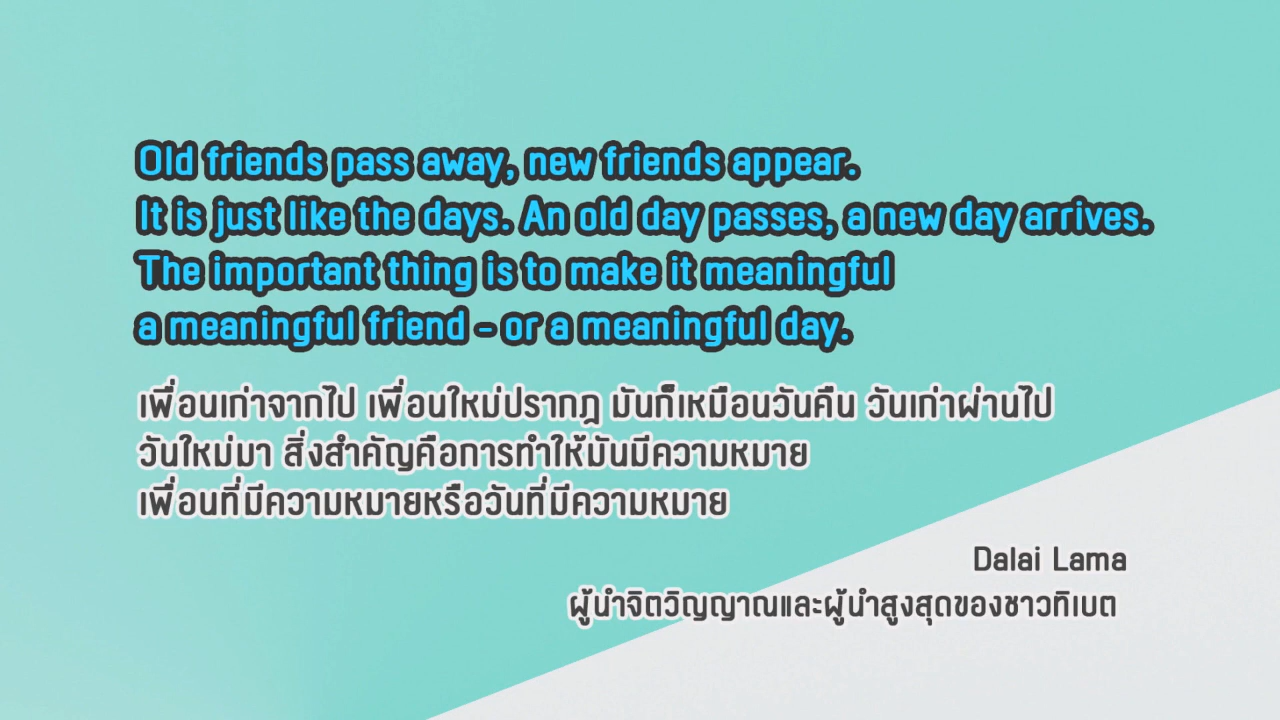 Old friends pass away, new friends appear.
It is just like the days. An old day passes, a new day arrives.
The important thing is to make it meaningful
a meaningful friend - or a meaningful day.
เพื่อนเก่าจากไป เพื่อนใหม่ปรากฎ มันก็เหมือนวันคืน วันเก่าผ่านไป
วันใหม่มา สิ่งสำคัญคือการทำให้มันมีความหมาย
เพื่อนที่มีความหมายหรือวันที่มีความหมาย
Dalai Lama
ผู้นำจิตวิญญาณและผู้นำสูงสุดของชาวทิเบต